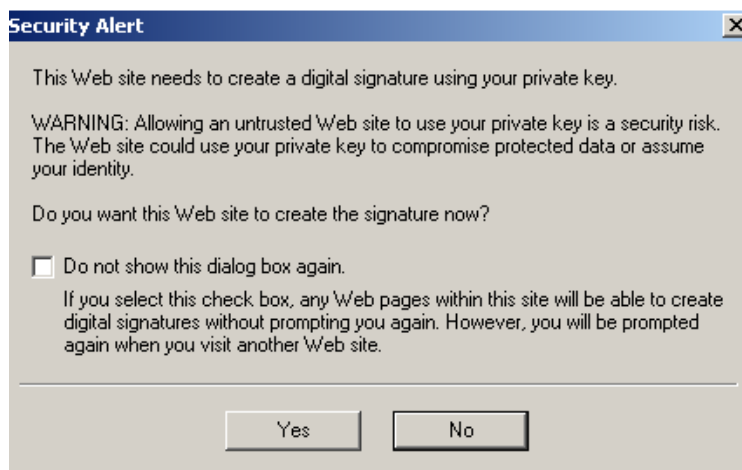 Security Alert
This Web site needs to create a digital signature using your private key.
WARNING: Allowing an untrusted Web site to use your private key is a security risk.
The Web site could use your private key to compromise protected data or assume
your identity.
Do you want this Web site to create the signature now?
Do not show this dialog box again.
If you select this check box, any Web pages within this site will be able to create
digital signatures without prompting you again. However, you will be prompted
again when you visit another Web site.
Yes No